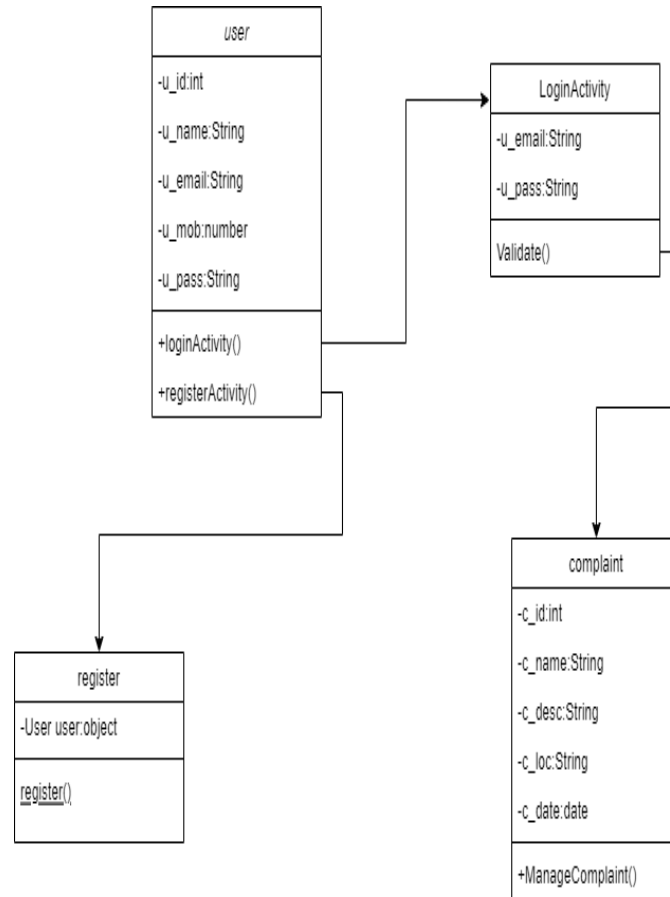 user
-u_id:int
-u_name:String
-u_email:String
-u_mob:number
-u_pass:String
+loginActivity()
+registerActivity()
LoginActivity
-u_email:String
-u_pass:String
Validate()
register
-User user:object
register()
complaint
-c_id:int
-c_name:String
-c_desc:String
-c_loc:String
-c_date:date
+ManageComplaint()